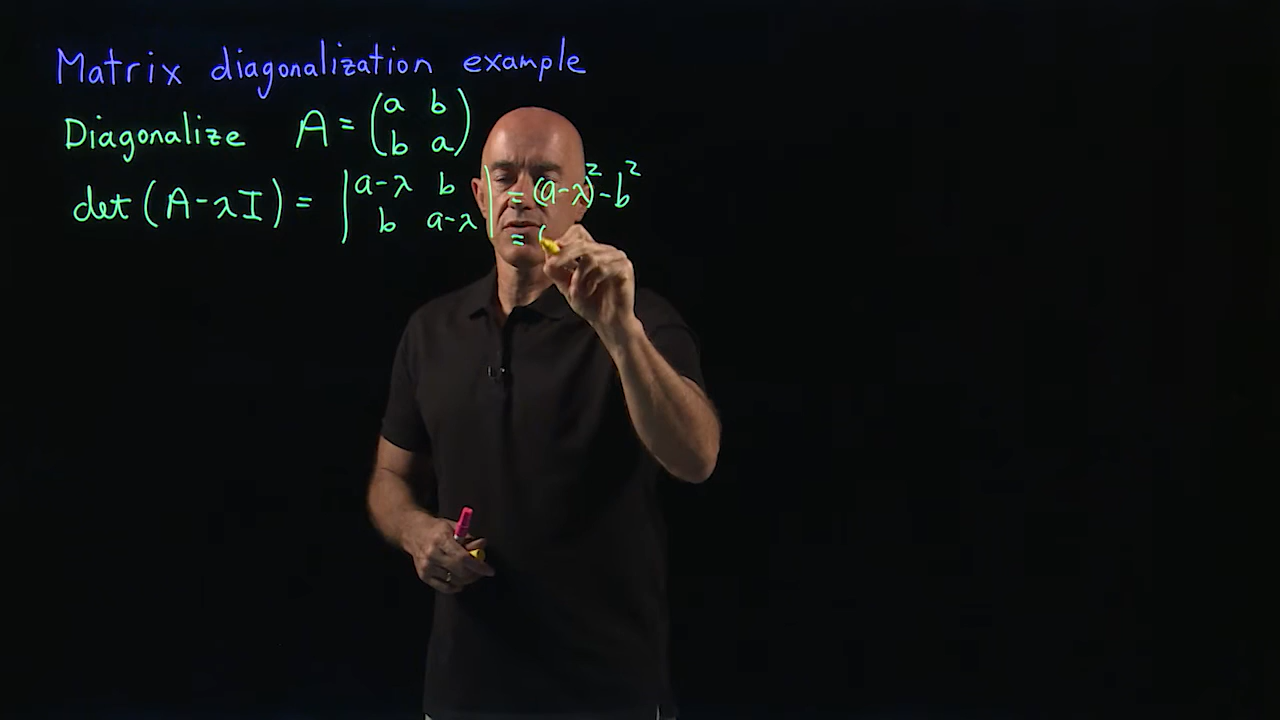 Matrix diagonalization example
Diagonalize A = (a b
b a)
det(A-λI) = |a-λ b
b a-λ| = (a-λ)²-b²
= (